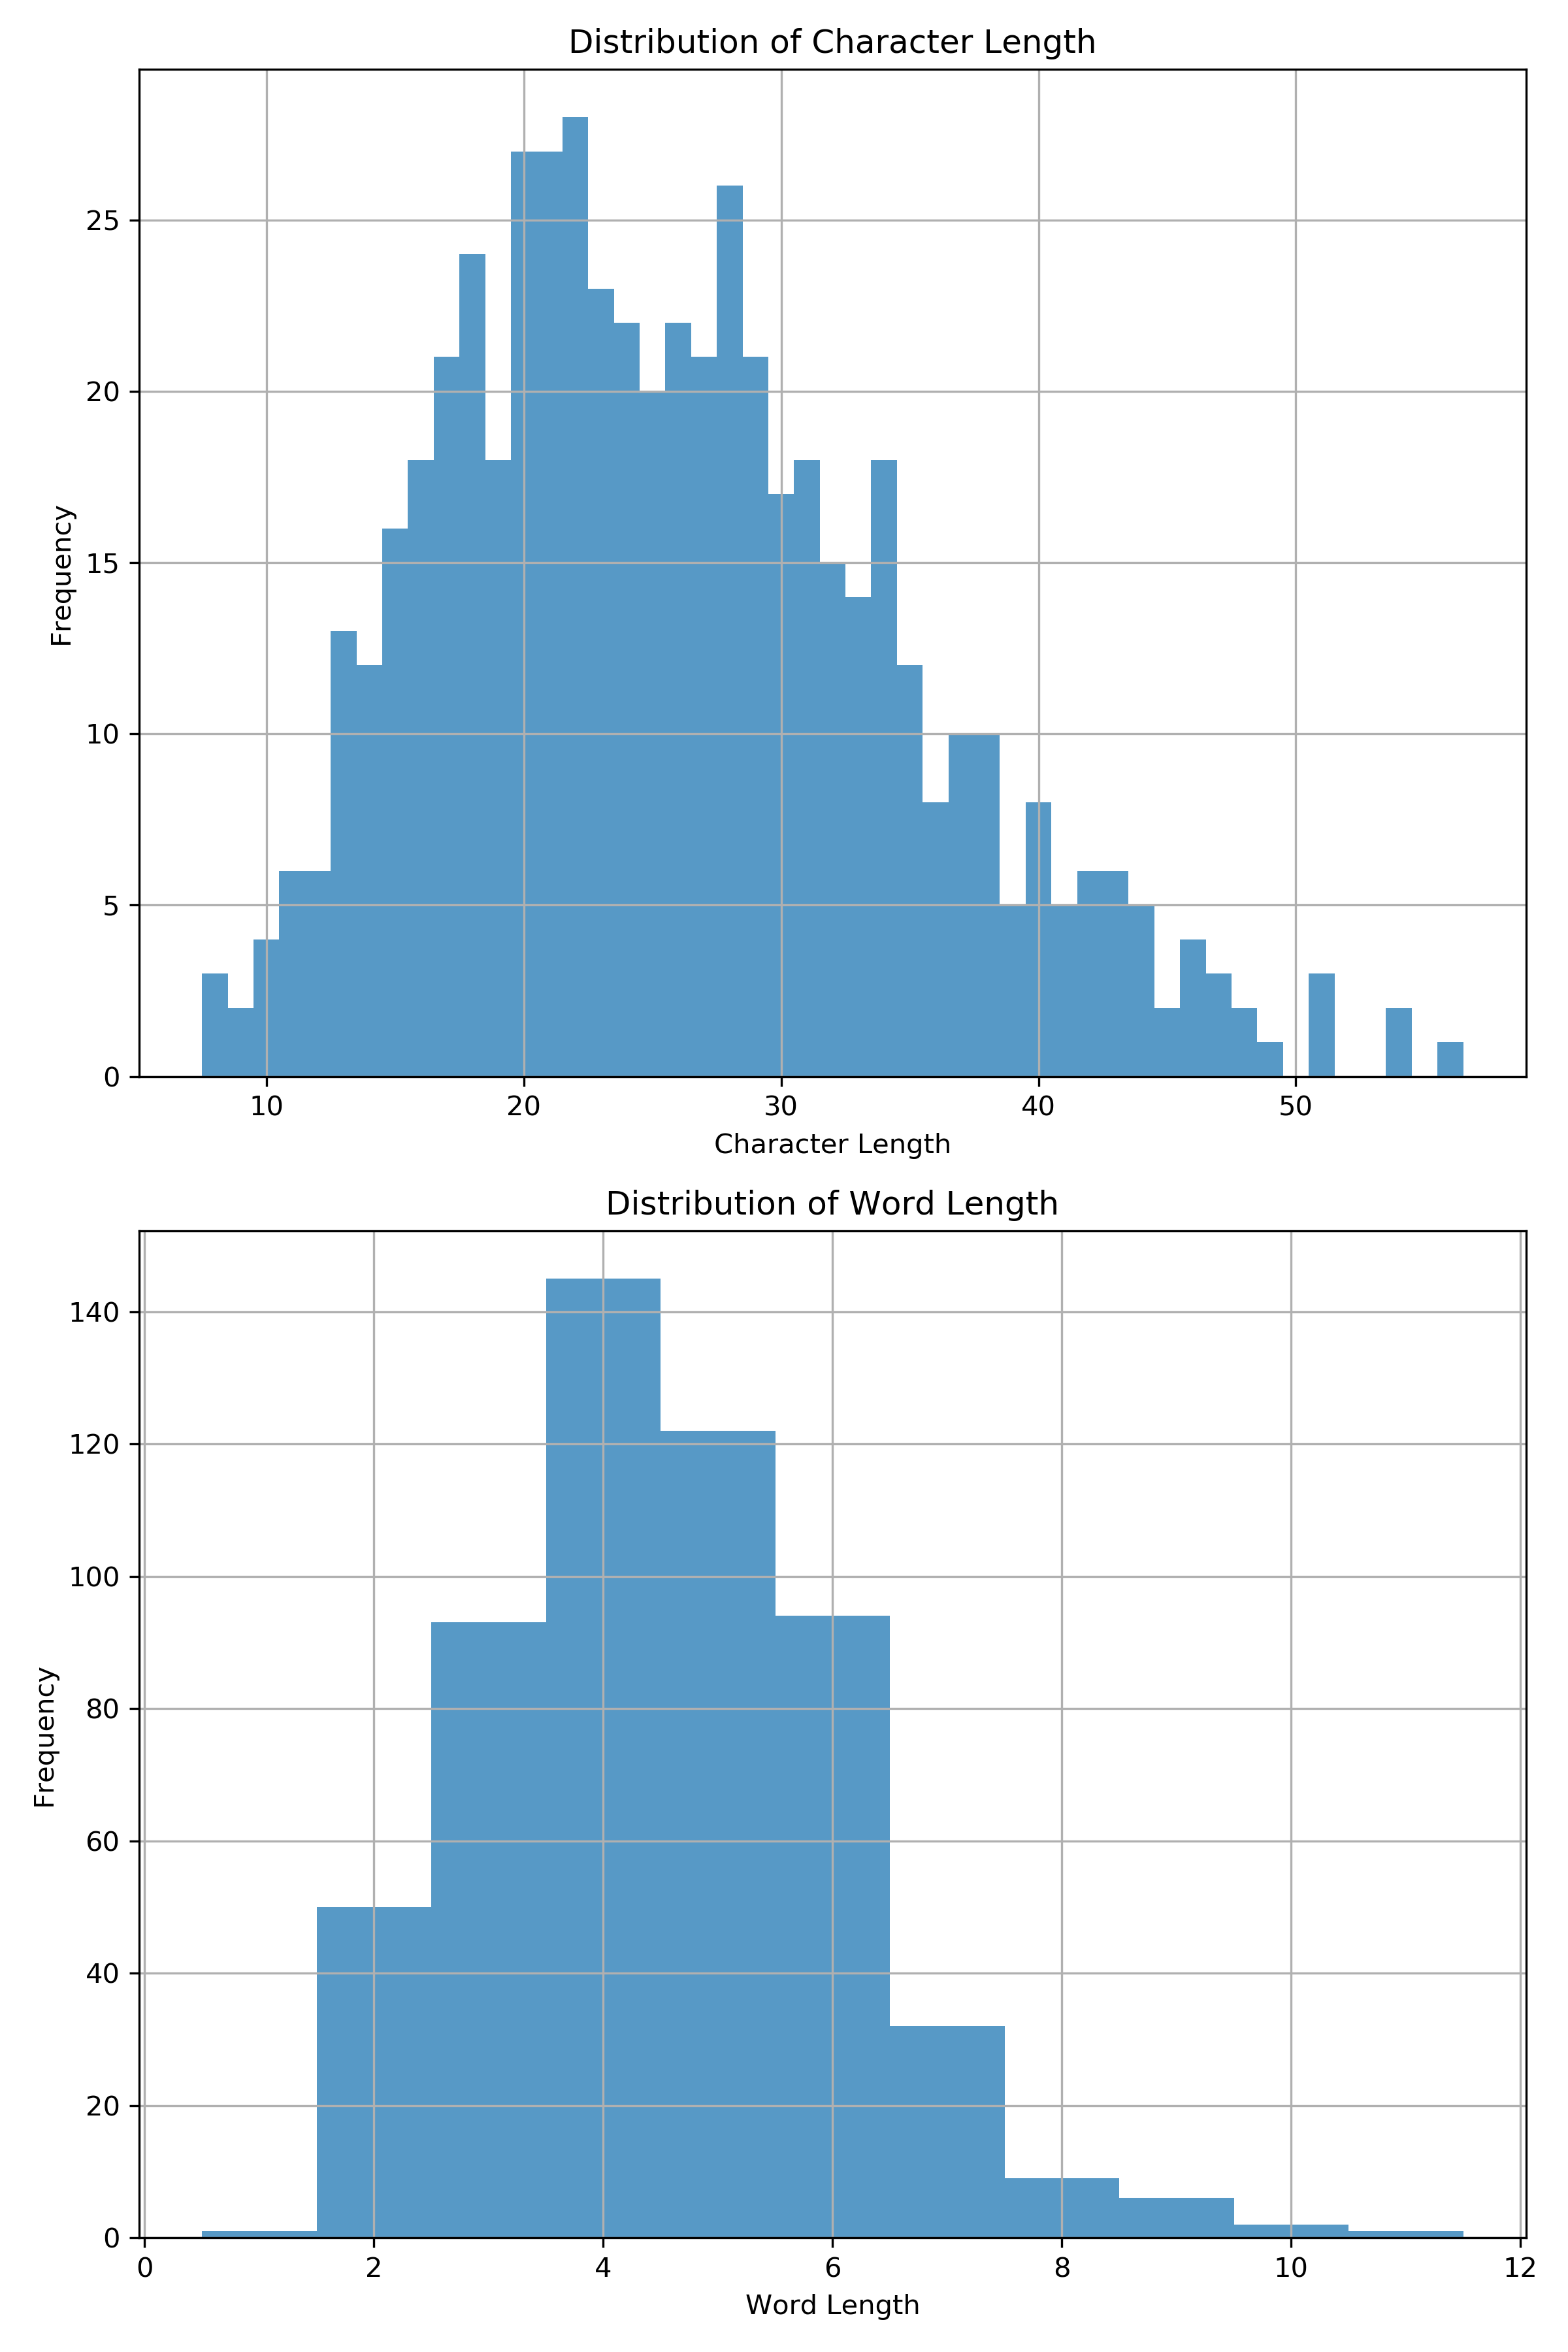 Distribution of Character Length
25
20
15
10
5
0
Frequency
10 20 30 40 50
Character Length
Distribution of Word Length
140
120
100
80
60
40
20
0
Frequency
0 2 4 6 8 10 12
Word Length